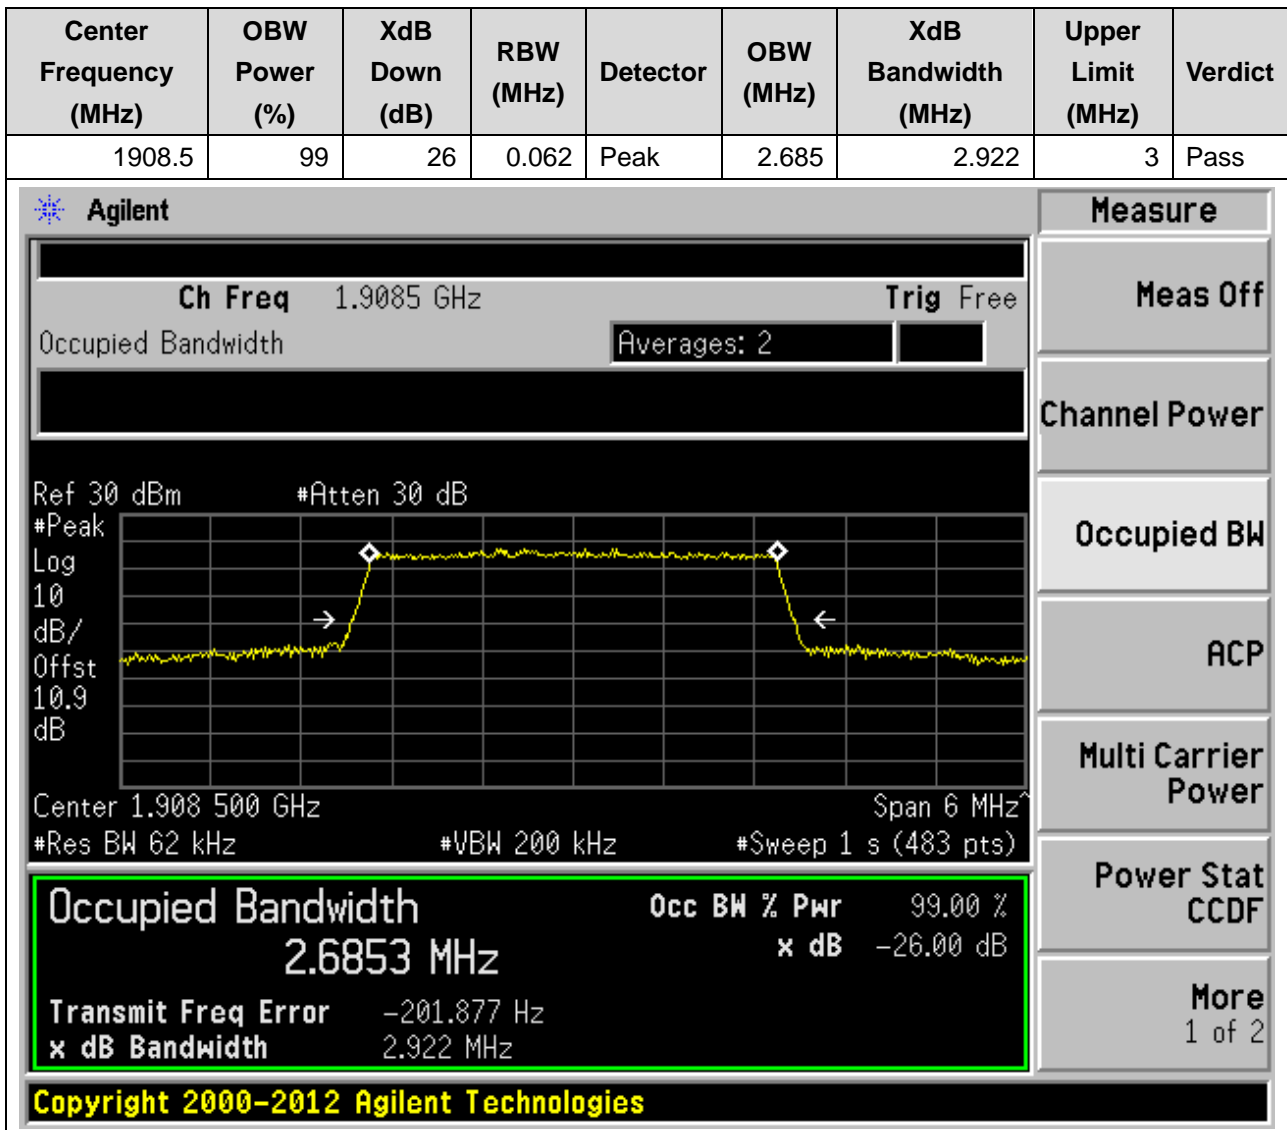 Center Frequency (MHz) OBW Power (%) XdB Down (dB) RBW (MHz) Detector OBW (MHz) XdB Bandwidth (MHz) Upper Limit (MHz) Verdict
1908.5 99 26 0.062 Peak 2.685 2.922 3 Pass
Agilent
Measure
Ch Freq 1.9085 GHz Trig Free
Meas Off
Occupied Bandwidth Averages: 2
Channel Power
Ref 30 dBm #Atten 30 dB
#Peak
Log
10
dB/
Offst
10.9
dB
Occupied BW
ACP
Multi Carrier
Power
Center 1.908 500 GHz Span 6 MHz^
#Res BW 62 kHz #VBW 200 kHz #Sweep 1 s (483 pts)
Power Stat
CCDF
Occupied Bandwidth Occ BW % Pwr 99.00 %
2.6853 MHz x dB -26.00 dB
Transmit Freq Error -201.877 Hz
x dB Bandwidth 2.922 MHz
More
1 of 2
Copyright 2000-2012 Agilent Technologies